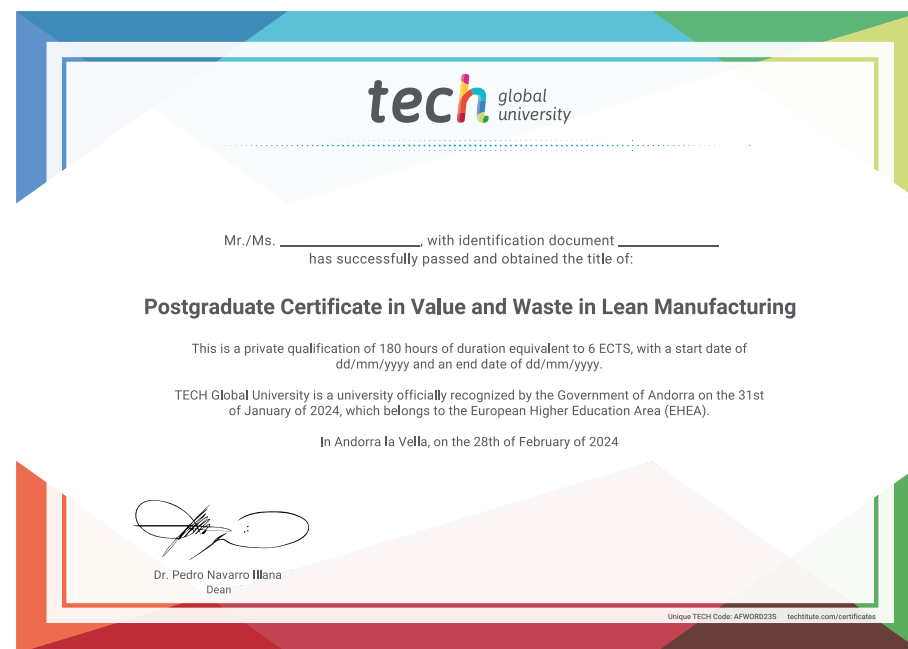 tech global university
Mr./Ms. ____________________, with identification document ______________
has successfully passed and obtained the title of:
Postgraduate Certificate in Value and Waste in Lean Manufacturing
This is a private qualification of 180 hours of duration equivalent to 6 ECTS, with a start date of
dd/mm/yyyy and an end date of dd/mm/yyyy.
TECH Global University is a university officially recognized by the Government of Andorra on the 31st
of January of 2024, which belongs to the European Higher Education Area (EHEA).
In Andorra la Vella, on the 28th of February of 2024
Dr. Pedro Navarro Illana
Dean
Unique TECH Code: AFWORD23S techtitute.com/certificates